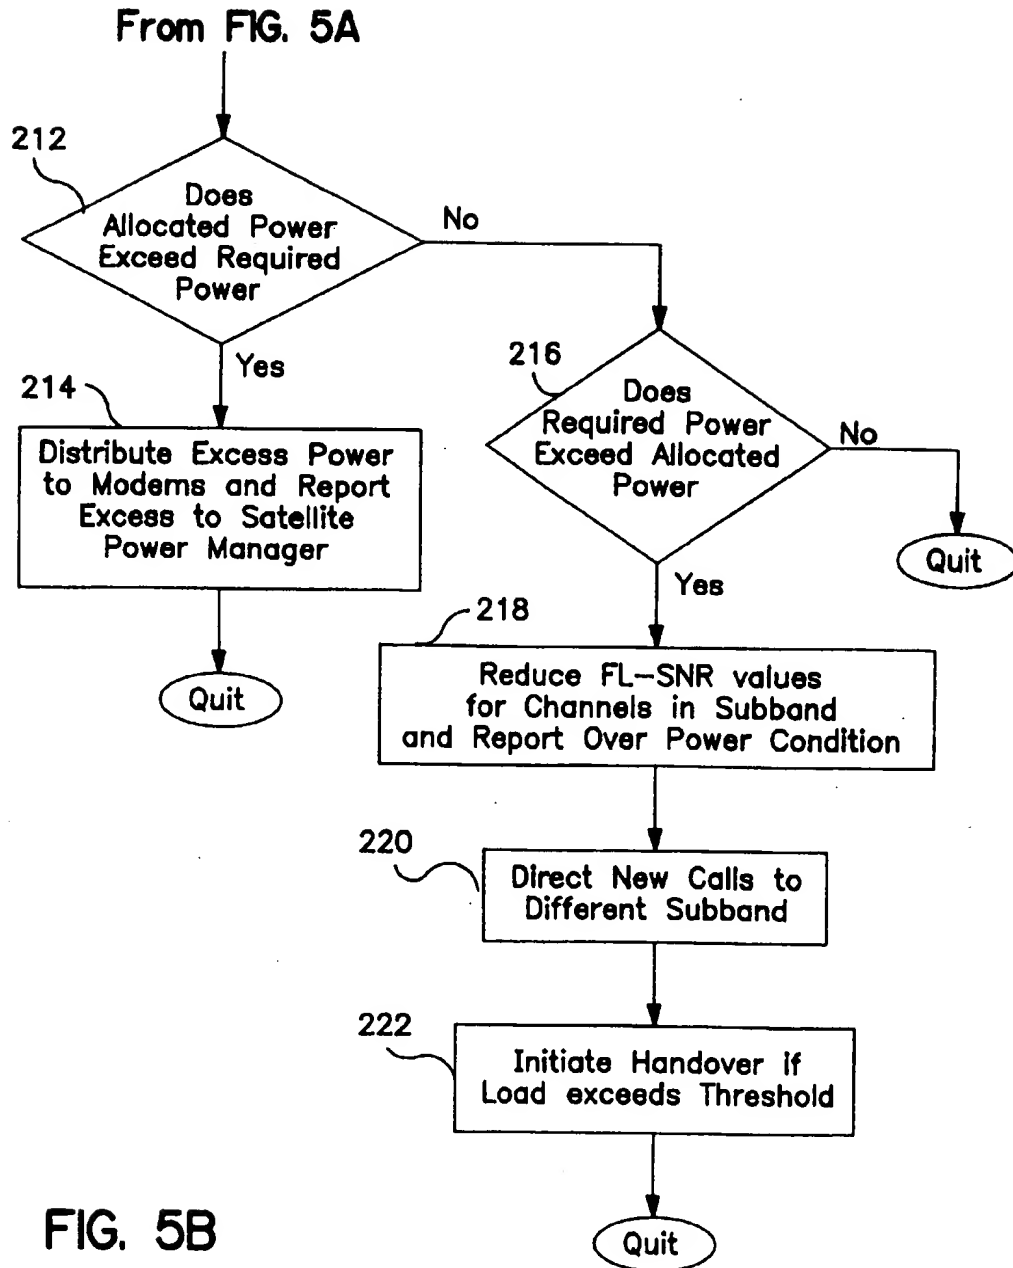 From FIG. 5A
212
Does
Allocated Power
Exceed Required
Power
No
Yes
214
Distribute Excess Power
to Modems and Report
Excess to Satellite
Power Manager
Quit
216
Does
Required Power
Exceed Allocated
Power
No
Quit
Yes
218
Reduce FL-SNR values
for Channels in Subband
and Report Over Power Condition
220
Direct New Calls to
Different Subband
222
Initiate Handover if
Load exceeds Threshold
Quit
FIG. 5B